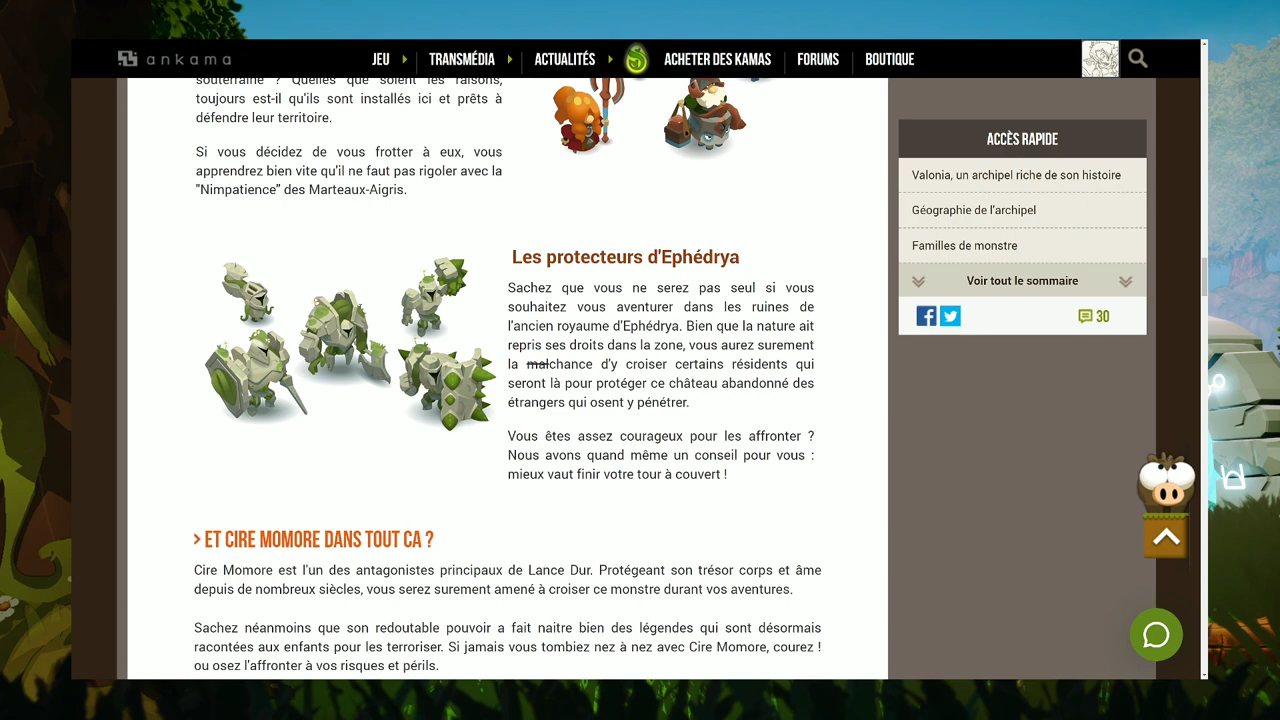 ankama
JEU
TRANSMÉDIA
ACTUALITÉS
ACHETER DES KAMAS
FORUMS
BOUTIQUE
souterraine ? Quelles que soient les raisons,
toujours est-il qu'ils sont installés ici et prêts à
défendre leur territoire.
Si vous décidez de vous frotter à eux, vous
apprendrez bien vite qu'il ne faut pas rigoler avec la
"Nimpatience" des Marteaux-Aigris.
Les protecteurs d'Ephédrya
Sachez que vous ne serez pas seul si vous
souhaitez vous aventurer dans les ruines de
l'ancien royaume d'Ephédrya. Bien que la nature ait
repris ses droits dans la zone, vous aurez surement
la malchance d'y croiser certains résidents qui
seront là pour protéger ce château abandonné des
étrangers qui osent y pénétrer.
Vous êtes assez courageux pour les affronter ?
Nous avons quand même un conseil pour vous :
mieux vaut finir votre tour à couvert !
> ET CIRE MOMORE DANS TOUT CA ?
Cire Momore est l'un des antagonistes principaux de Lance Dur. Protégeant son trésor corps et âme
depuis de nombreux siècles, vous serez surement amené à croiser ce monstre durant vos aventures.
Sachez néanmoins que son redoutable pouvoir a fait naitre bien des légendes qui sont désormais
racontées aux enfants pour les terroriser. Si jamais vous tombiez nez à nez avec Cire Momore, courez !
ou osez l'affronter à vos risques et périls.
ACCÈS RAPIDE
Valonia, un archipel riche de son histoire
Géographie de l'archipel
Familles de monstre
Voir tout le sommaire
30